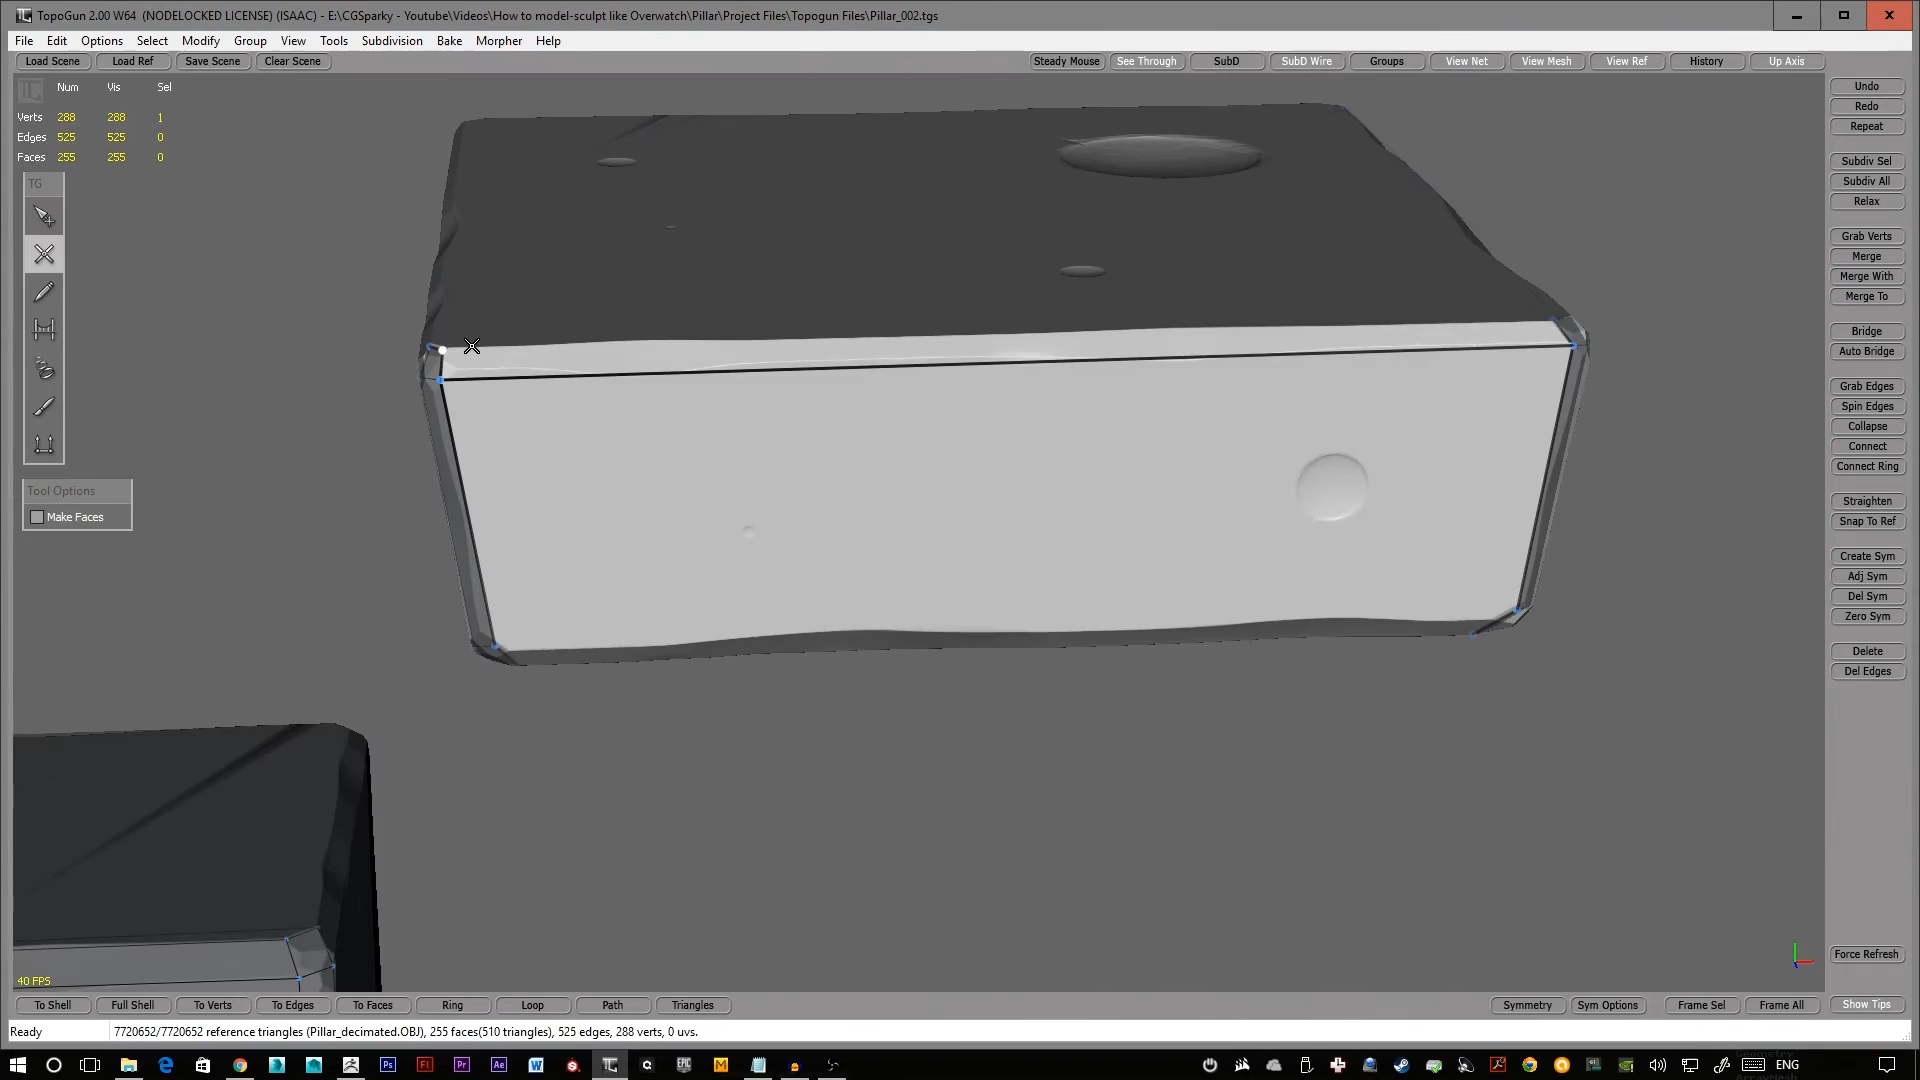 TopoGun 2.00 W64 (NODELOCKED LICENSE) (ISAAC) - E:\CGSparky - Youtube\Videos\How to model-sculpt like Overwatch\Pillar\Project Files\Topogun Files\Pillar_002.tgs
File Edit Options Select Modify Group View Tools Subdivision Bake Morpher Help
Load Scene Load Ref Save Scene Clear Scene Steady Mouse See Through SubD SubD Wire Groups View Net View Mesh View Ref History Up Axis
Num Vis Sel
Verts 288 288 1
Edges 525 525 0
Faces 255 255 0
TG
Tool Options
Make Faces
Undo
Redo
Repeat
Subdiv Sel
Subdiv All
Relax
Grab Verts
Merge
Merge With
Merge To
Bridge
Auto Bridge
Grab Edges
Spin Edges
Collapse
Connect
Connect Ring
Straighten
Snap To Ref
Create Sym
Adj Sym
Del Sym
Zero Sym
Delete
Del Edges
Force Refresh
40 FPS
To Shell Full Shell To Verts To Edges To Faces Ring Loop Path Triangles Symmetry Sym Options Frame Sel Frame All Show Tips
Ready 7720652/7720652 reference triangles (Pillar_decimated.OBJ), 255 faces(510 triangles), 525 edges, 288 verts, 0 uvs.
Ps Fl Pr Ae W EPIC M ENG